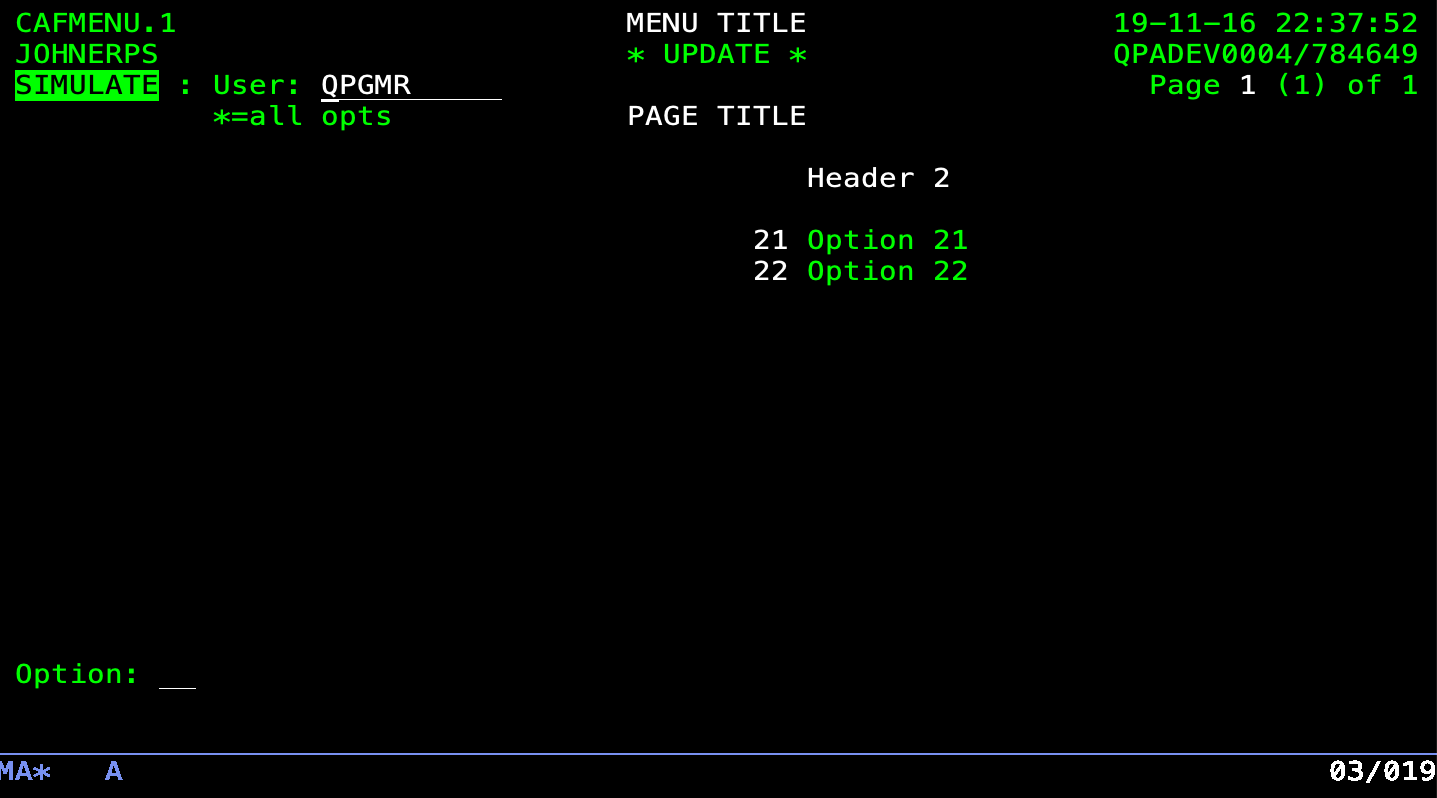 CAFMENU.1 MENU TITLE 19-11-16 22:37:52
JOHNERPS * UPDATE * QPADEV0004/784649
SIMULATE : User: QPGMR Page 1 (1) of 1
*=all opts PAGE TITLE
Header 2
21 Option 21
22 Option 22
Option: __
MA* A 03/019